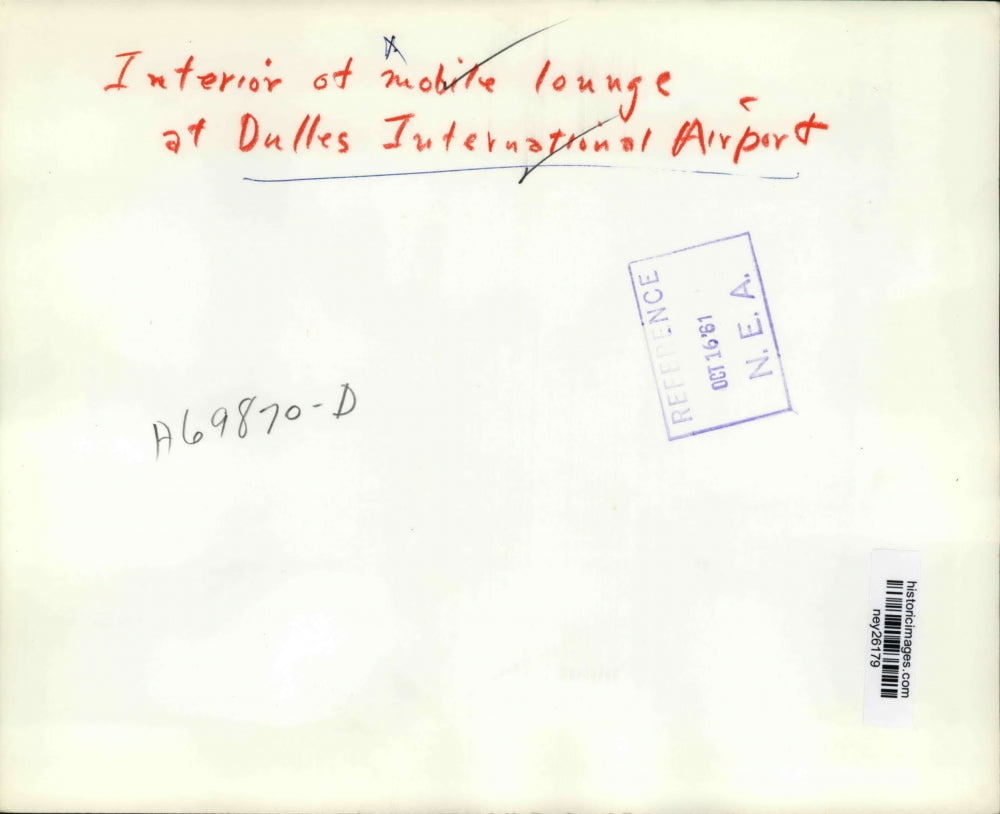 Interior of mobile lounge
at Dulles International Airport
REFERENCE
OCT 16 '61
N. E. A.
A69870-D
historicimages.com
ney26179